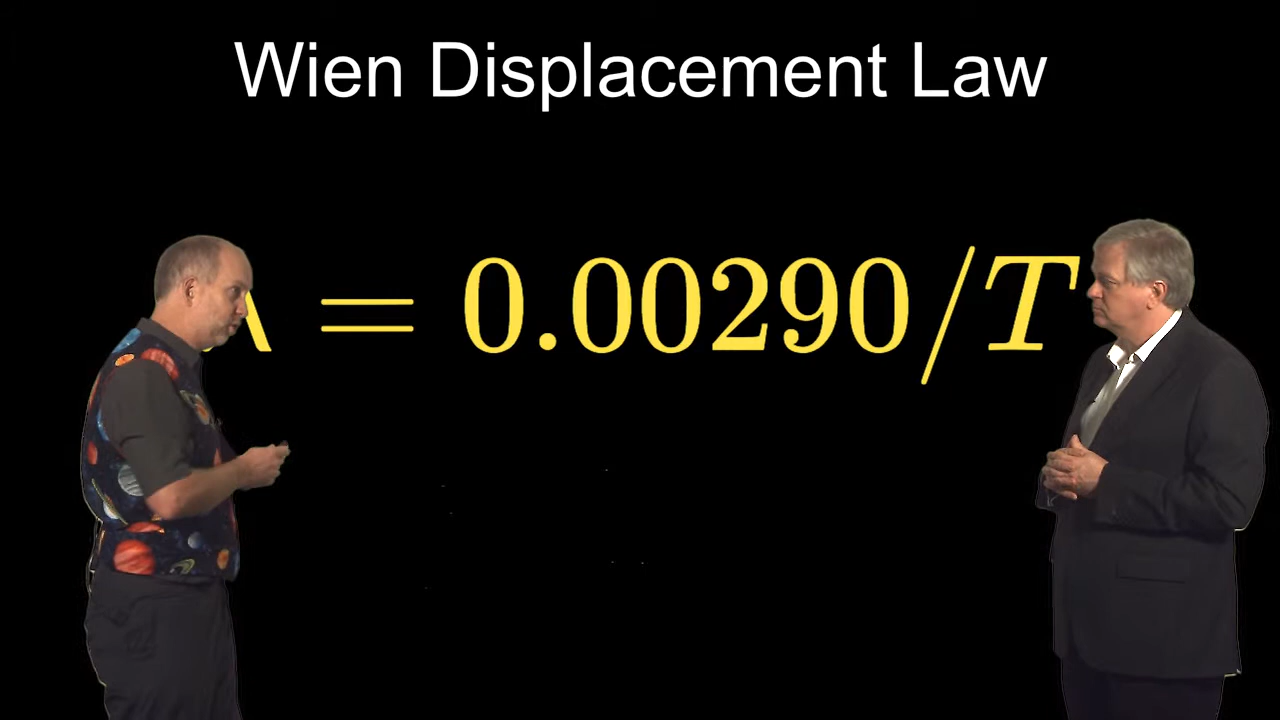 Wien Displacement Law
λ = 0.00290/T